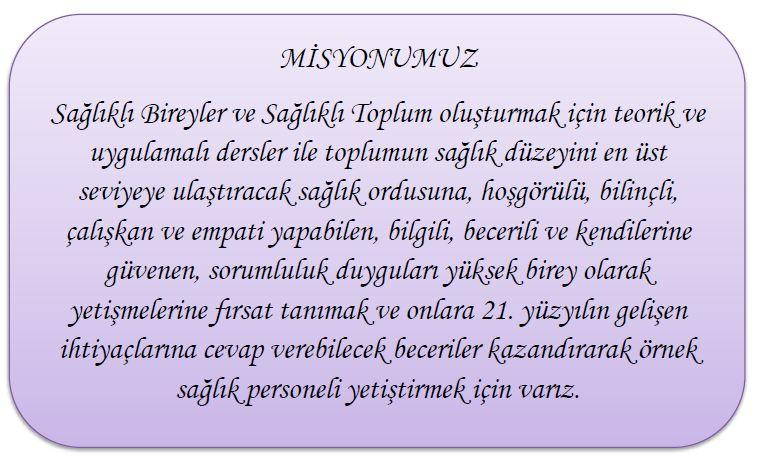 MİSYONUMUZ
Sağlıklı Bireyler ve Sağlıklı Toplum oluşturmak için teorik ve
uygulamalı dersler ile toplumun sağlık düzeyini en üst
seviyeye ulaştıracak sağlık ordusuna, hoşgörülü, bilinçli,
çalışkan ve empati yapabilen, bilgili, becerili ve kendilerine
güvenen, sorumluluk duyguları yüksek birey olarak
yetişmelerine fırsat tanımak ve onlara 21. yüzyılın gelişen
ihtiyaçlarına cevap verebilecek beceriler kazandırarak örnek
sağlık personeli yetiştirmek için varız.